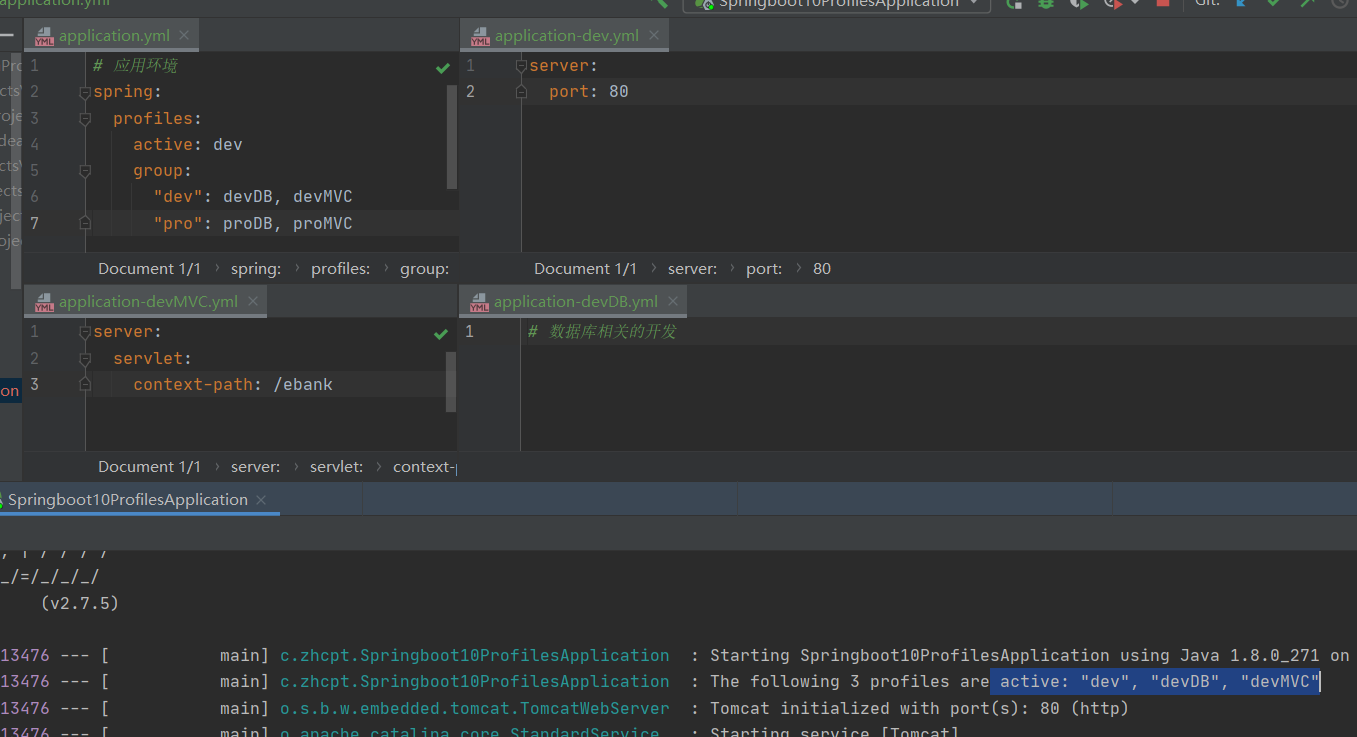 application.yml
Springboot10ProfilesApplication
Git:
application.yml
1 # 应用环境
2 spring:
3 profiles:
4 active: dev
5 group:
6 "dev": devDB, devMVC
7 "pro": proDB, proMVC
Document 1/1 › spring: › profiles: › group:
application-dev.yml
1 server:
2 port: 80
Document 1/1 › server: › port: › 80
application-devMVC.yml
1 server:
2 servlet:
3 context-path: /ebank
Document 1/1 › server: › servlet: › context-p
application-devDB.yml
1 # 数据库相关的开发
on
Springboot10ProfilesApplication
_/=/_/_/_/
(v2.7.5)
13476 --- [ main] c.zhcpt.Springboot10ProfilesApplication : Starting Springboot10ProfilesApplication using Java 1.8.0_271 on
13476 --- [ main] c.zhcpt.Springboot10ProfilesApplication : The following 3 profiles are active: "dev", "devDB", "devMVC"
13476 --- [ main] o.s.b.w.embedded.tomcat.TomcatWebServer : Tomcat initialized with port(s): 80 (http)
13476 --- [ main] o.apache.catalina.core.StandardService : Starting service [Tomcat]